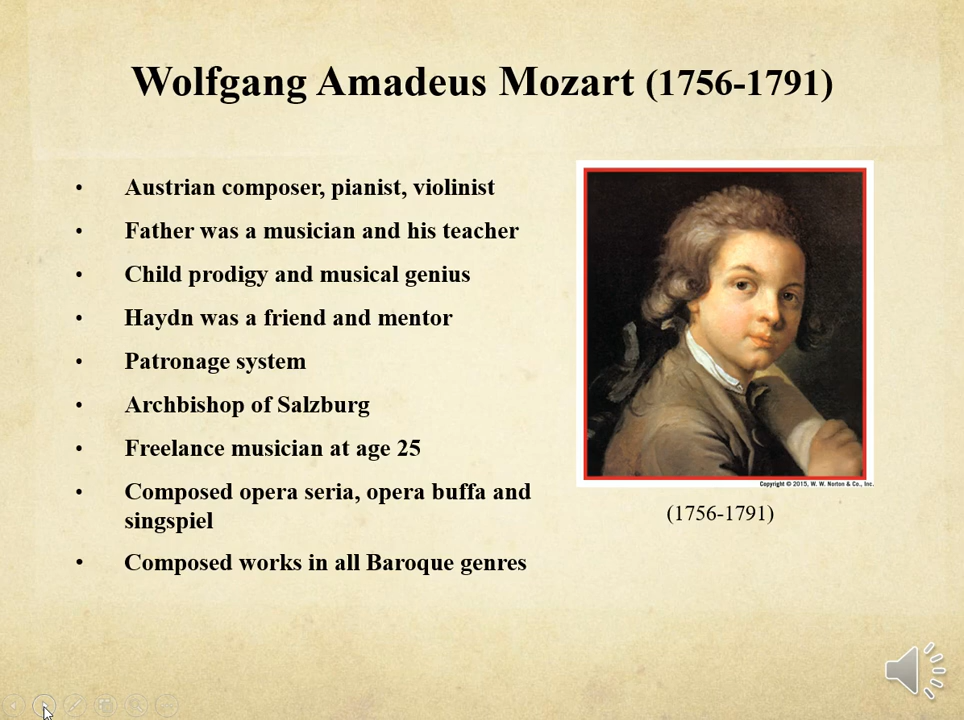 Wolfgang Amadeus Mozart (1756-1791)
• Austrian composer, pianist, violinist
• Father was a musician and his teacher
• Child prodigy and musical genius
• Haydn was a friend and mentor
• Patronage system
• Archbishop of Salzburg
• Freelance musician at age 25
• Composed opera seria, opera buffa and
singspiel
• Composed works in all Baroque genres
Copyright © 2015, W. W. Norton & Co., Inc.
(1756-1791)